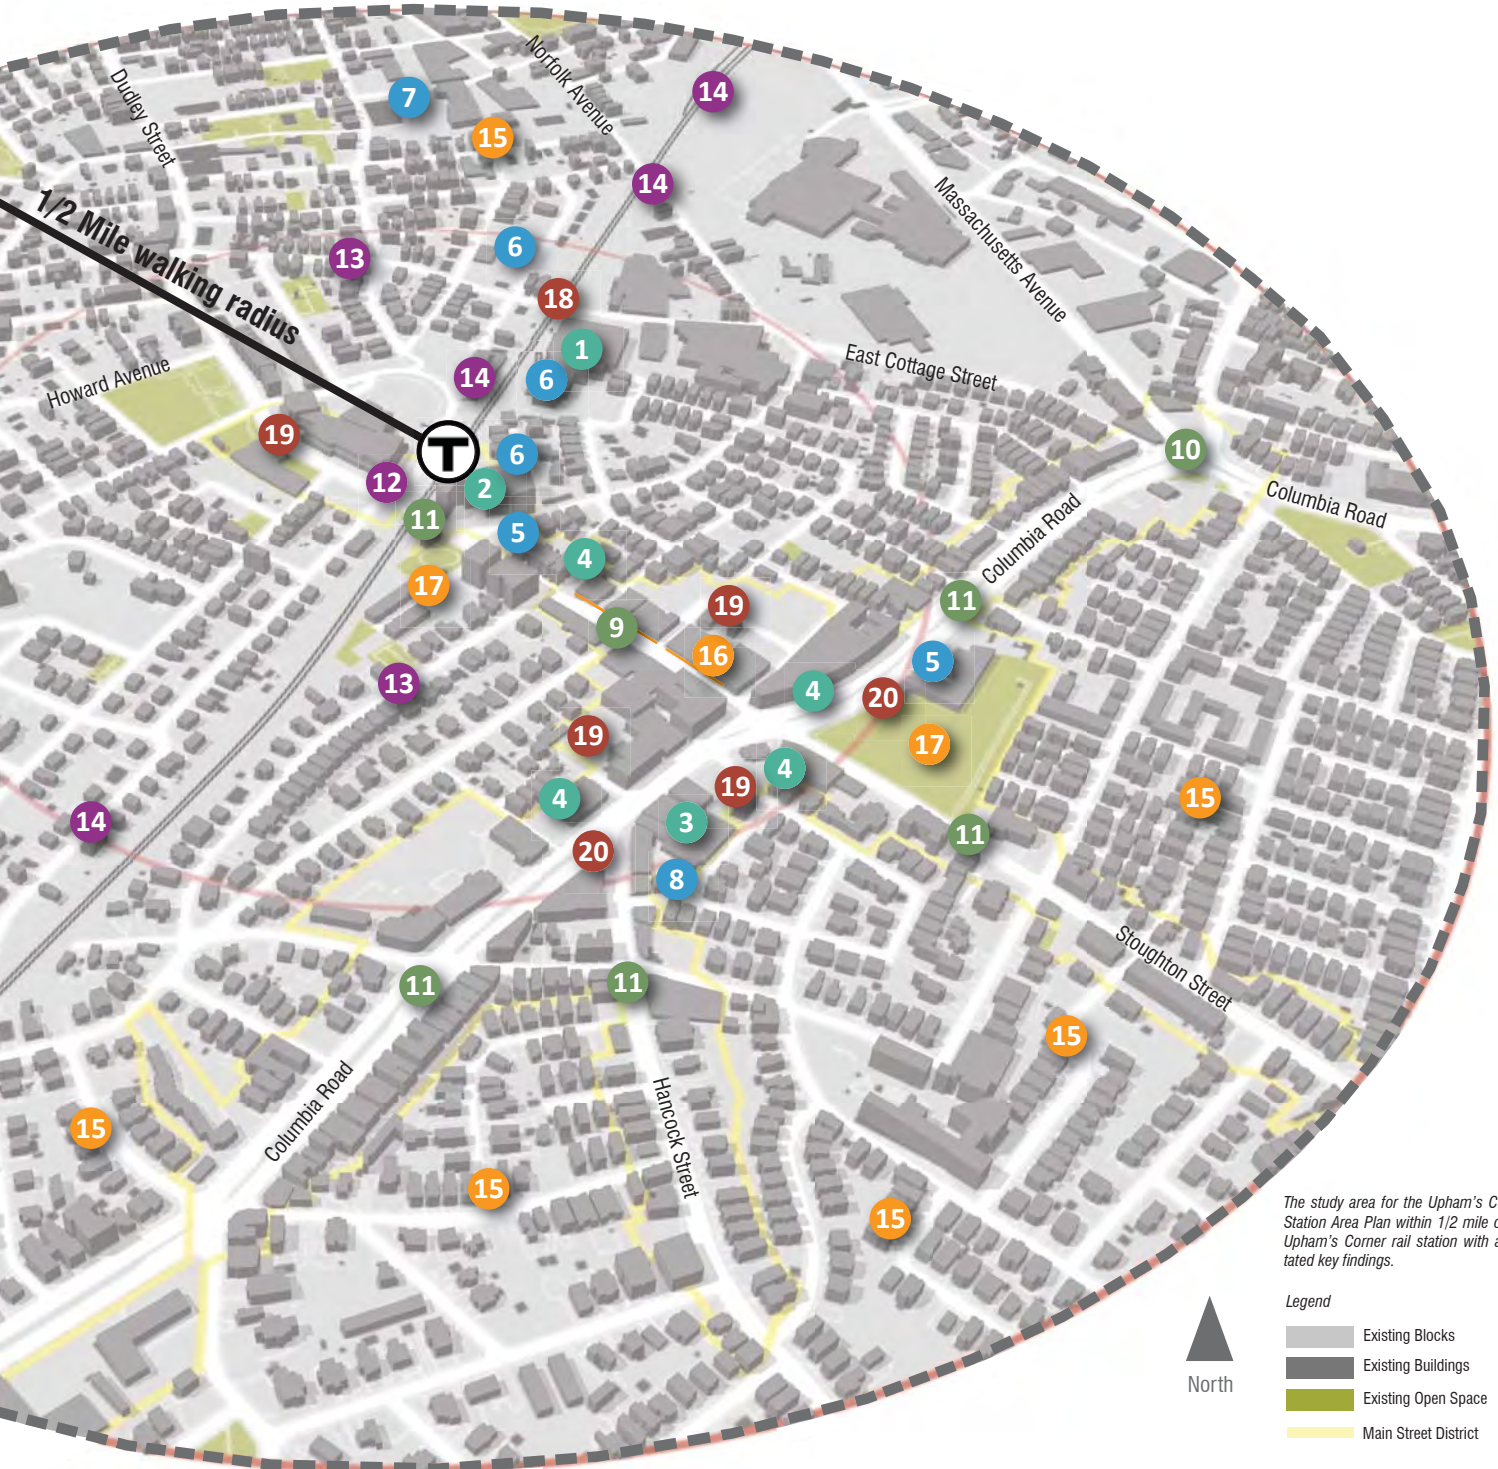 Norfolk Avenue
Dudley Street
7
14
15
14
Massachusetts Avenue
1/2 Mile walking radius
13
6
18
1
14
6
East Cottage Street
Howard Avenue
19
T
6
10
12
2
Columbia Road
11
5
Columbia Road
4
17
19
11
9
16
5
13
4
20
19
17
4
19
15
4
14
3
11
20
8
Stoughton Street
11
11
15
Columbia Road
Hancock Street
15
15
15
The study area for the Upham's C
Station Area Plan within 1/2 mile
Upham's Corner rail station with
tated key findings.
Legend
Existing Blocks
Existing Buildings
Existing Open Space
Main Street District
North